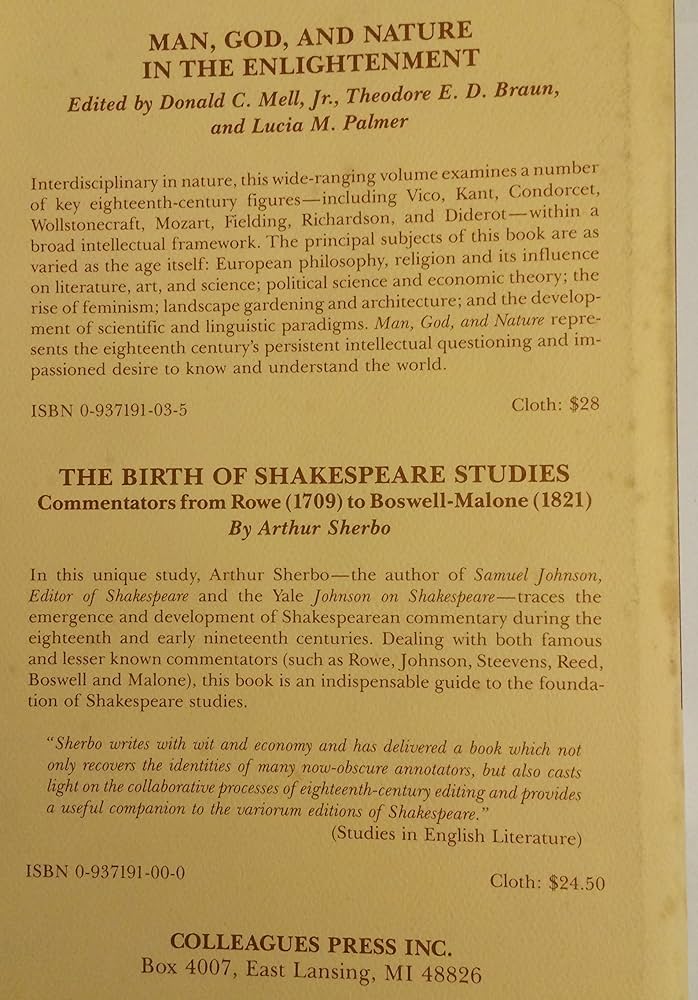 MAN, GOD, AND NATURE
IN THE ENLIGHTENMENT
Edited by Donald C. Mell, Jr., Theodore E. D. Braun,
and Lucia M. Palmer
Interdisciplinary in nature, this wide-ranging volume examines a number
of key eighteenth-century figures—including Vico, Kant, Condorcet,
Wollstonecraft, Mozart, Fielding, Richardson, and Diderot—within a
broad intellectual framework. The principal subjects of this book are as
varied as the age itself: European philosophy, religion and its influence
on literature, art, and science; political science and economic theory; the
rise of feminism; landscape gardening and architecture; and the develop-
ment of scientific and linguistic paradigms. Man, God, and Nature repre-
sents the eighteenth century's persistent intellectual questioning and im-
passioned desire to know and understand the world.
ISBN 0-937191-03-5
Cloth: $28
THE BIRTH OF SHAKESPEARE STUDIES
Commentators from Rowe (1709) to Boswell-Malone (1821)
By Arthur Sherbo
In this unique study, Arthur Sherbo—the author of Samuel Johnson,
Editor of Shakespeare and the Yale Johnson on Shakespeare—traces the
emergence and development of Shakespearean commentary during the
eighteenth and early nineteenth centuries. Dealing with both famous
and lesser known commentators (such as Rowe, Johnson, Steevens, Reed,
Boswell and Malone), this book is an indispensable guide to the founda-
tion of Shakespeare studies.
"Sherbo writes with wit and economy and has delivered a book which not
only recovers the identities of many now-obscure annotators, but also casts
light on the collaborative processes of eighteenth-century editing and provides
a useful companion to the variorum editions of Shakespeare."
(Studies in English Literature)
ISBN 0-937191-00-0
Cloth: $24.50
COLLEAGUES PRESS INC.
Box 4007, East Lansing, MI 48826